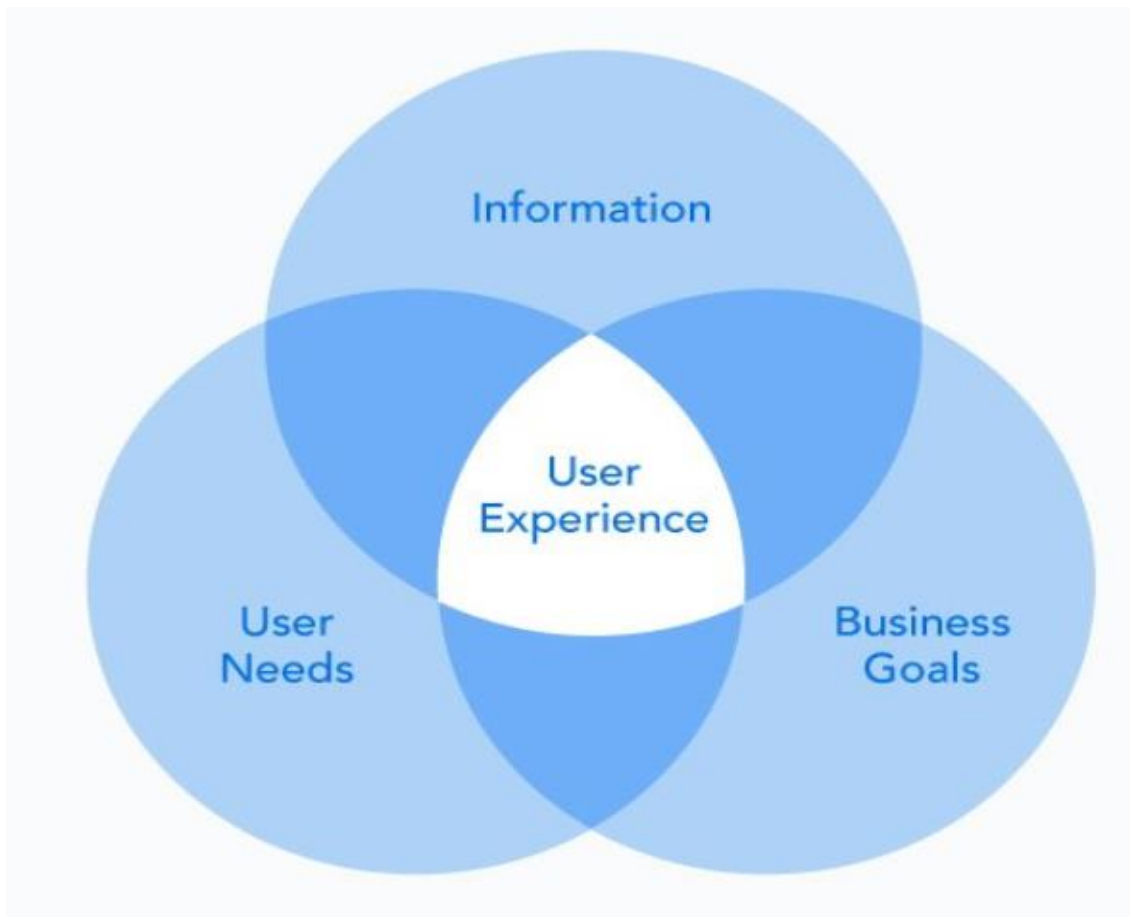 Information
User
Experience
User
Needs
Business
Goals